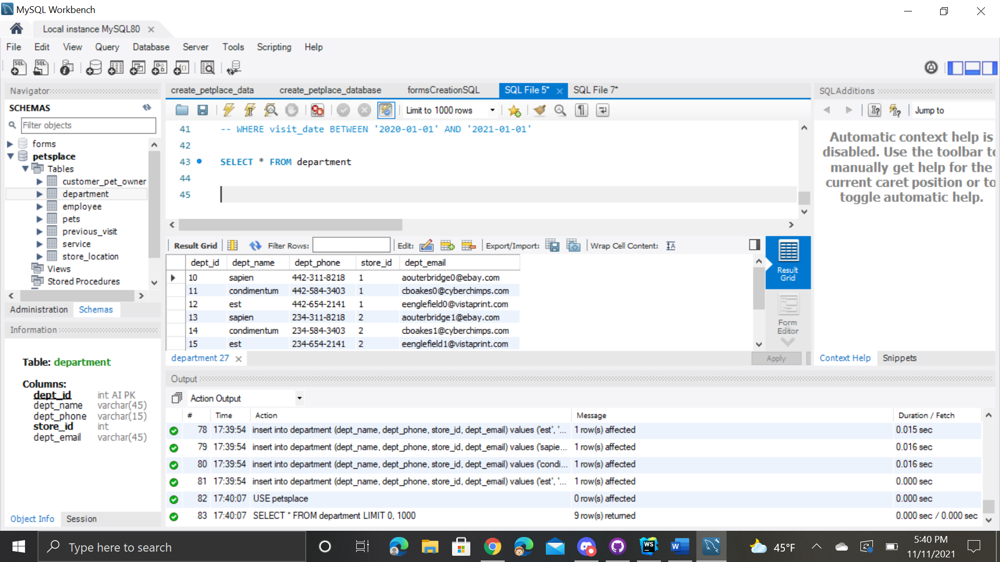 MySQL Workbench
Local instance MySQL80
File Edit View Query Database Server Tools Scripting Help
Navigator
SCHEMAS
Filter objects
forms
petsplace
Tables
customer_pet_owner
department
employee
pets
previous_visit
service
store_location
Views
Stored Procedures
Administration Schemas
Information
Table: department
Columns:
dept_id int AI PK
dept_name varchar(45)
dept_phone varchar(15)
store_id int
dept_email varchar(45)
Object Info Session
create_petplace_data create_petplace_database formsCreationSQL SQL File 5* SQL File 7*
Limit to 1000 rows
41 -- WHERE visit_date BETWEEN '2020-01-01' AND '2021-01-01'
42
43 SELECT * FROM department
44
45
Result Grid Filter Rows: Edit: Export/Import: Wrap Cell Content:
dept_id dept_name dept_phone store_id dept_email
10 sapien 442-311-8218 1 aouterbridge0@ebay.com
11 condimentum 442-584-3403 1 cboakes0@cyberchimps.com
12 est 442-654-2141 1 eenglefield0@vistaprint.com
13 sapien 234-311-8218 2 aouterbridge1@ebay.com
14 condimentum 234-584-3403 2 cboakes1@cyberchimps.com
15 est 234-654-2141 2 eenglefield1@vistaprint.com
Result
Grid
Form
Editor
department 27
Apply
SQLAdditions
Jump to
Automatic context help is
disabled. Use the toolbar to
manually get help for the
current caret position or to
toggle automatic help.
Context Help Snippets
Output
Action Output
# Time Action Message Duration / Fetch
78 17:39:54 insert into department (dept_name, dept_phone, store_id, dept_email) values ('est', '... 1 row(s) affected 0.015 sec
79 17:39:54 insert into department (dept_name, dept_phone, store_id, dept_email) values ('sapie... 1 row(s) affected 0.016 sec
80 17:39:54 insert into department (dept_name, dept_phone, store_id, dept_email) values ('condi... 1 row(s) affected 0.016 sec
81 17:39:54 insert into department (dept_name, dept_phone, store_id, dept_email) values ('est', '... 1 row(s) affected 0.000 sec
82 17:40:07 USE petsplace 0 row(s) affected 0.000 sec
83 17:40:07 SELECT * FROM department LIMIT 0, 1000 9 row(s) returned 0.000 sec / 0.000 sec
Type here to search
45°F
5:40 PM
11/11/2021